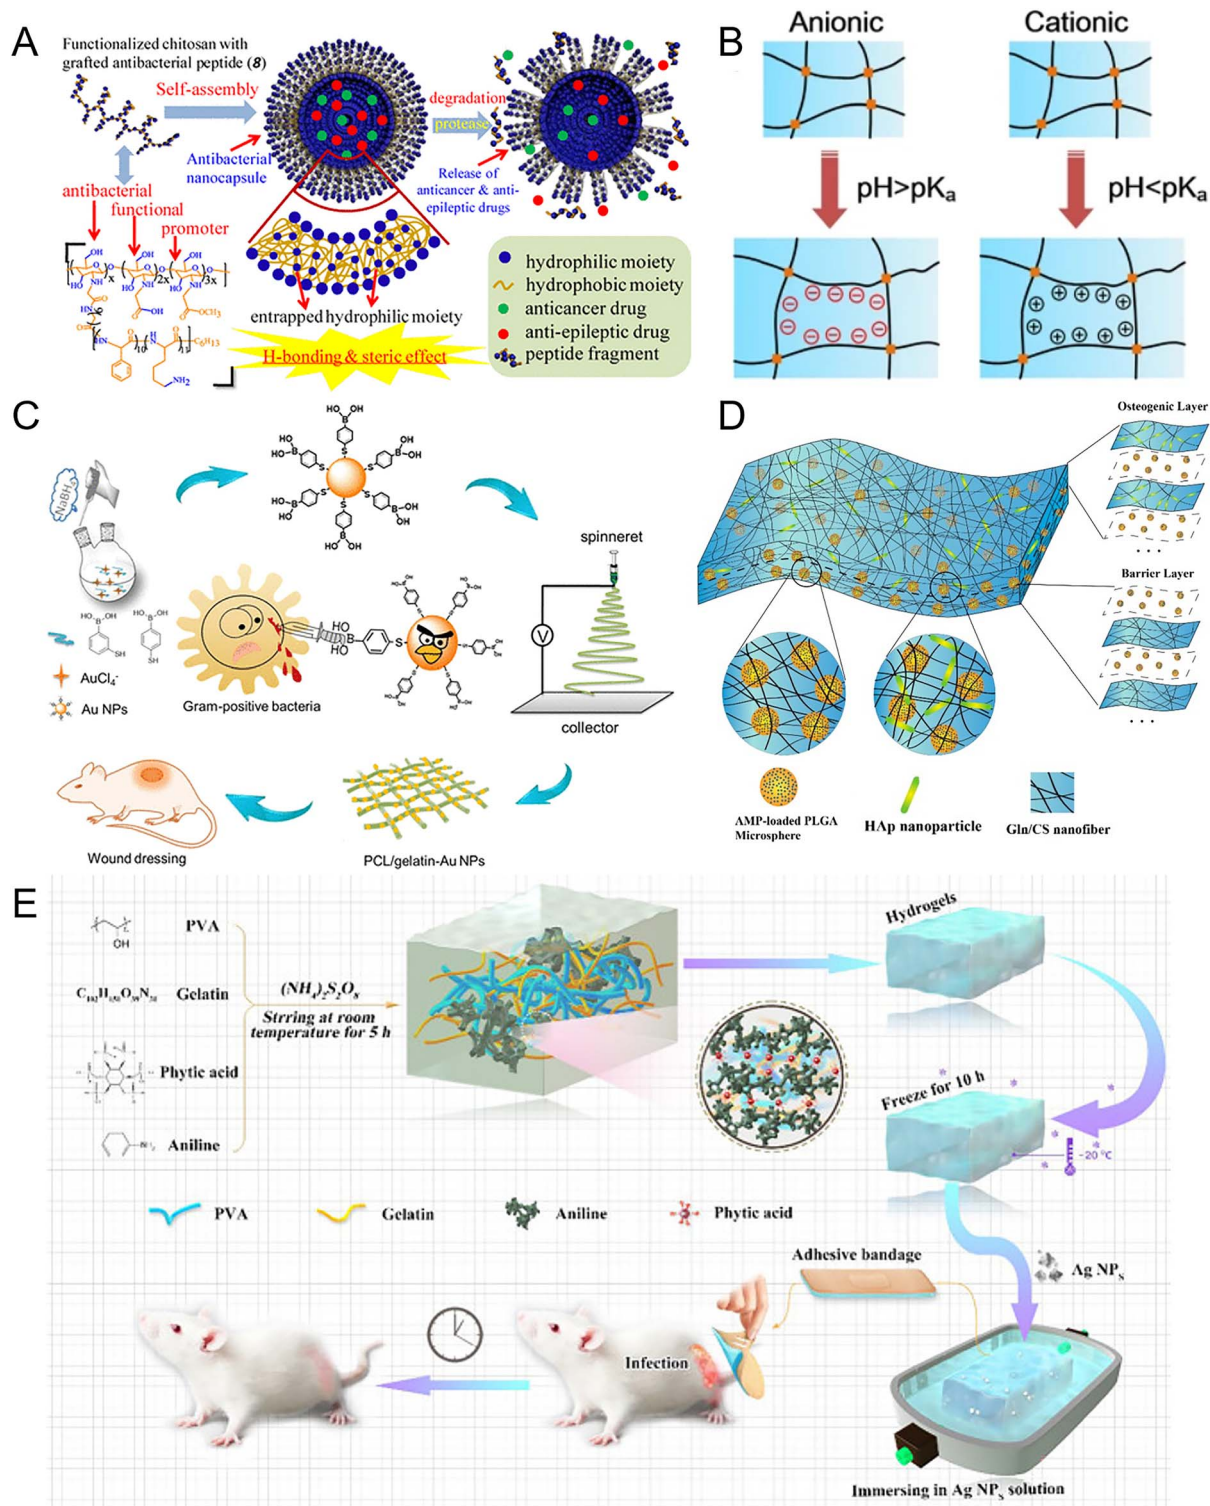 A
Functionalized chitosan with
grafted antibacterial peptide (8)
Self-assembly
Antibacterial
nanocapsule
degradation
protease
Release of
anticancer & anti-
epileptic drugs
antibacterial
functional
promoter
entrapped hydrophilic moiety
H-bonding & steric effect
hydrophilic moiety
hydrophobic moiety
anticancer drug
anti-epileptic drug
peptide fragment
B
Anionic
Cationic
pH>pKa
pH<pKa
C
NaBH4
AuCl4-
Au NPs
Gram-positive bacteria
spinneret
V
collector
Wound dressing
PCL/gelatin-Au NPs
D
Osteogenic Layer
. . .
Barrier Layer
. . .
AMP-loaded PLGA
Microsphere
HAp nanoparticle
Gln/CS nanofiber
E
PVA
Gelatin
Phytic acid
Aniline
(NH4)2S2O8
Strring at room
temperature for 5 h
Hydrogels
Freeze for 10 h
-20 °C
PVA
Gelatin
Aniline
Phytic acid
Adhesive bandage
Ag NPS
Infection
Immersing in Ag NPS solution